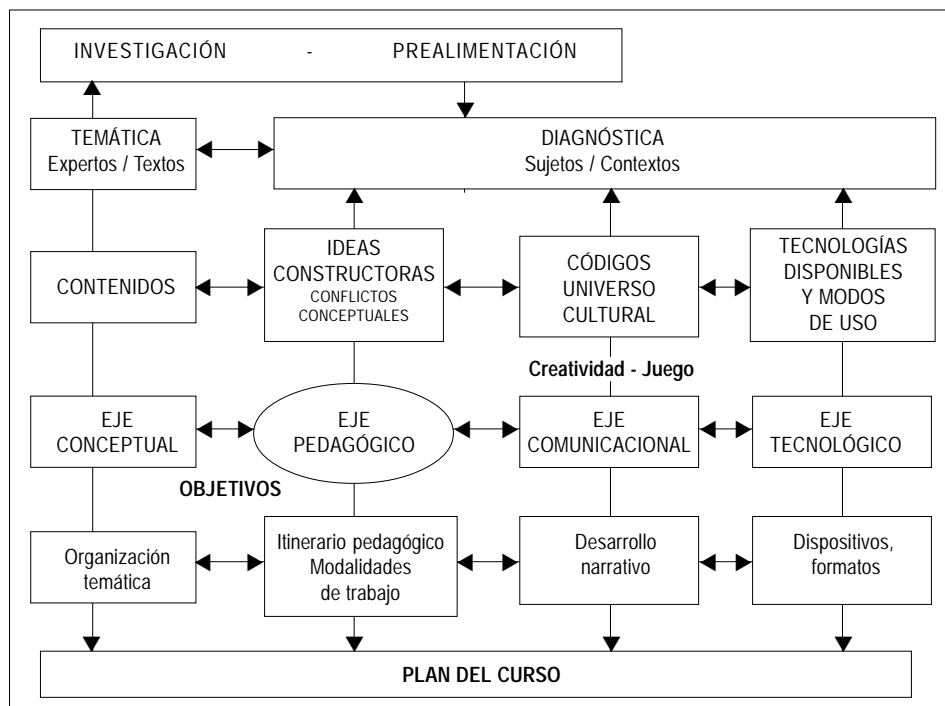 INVESTIGACIÓN - PREALIMENTACIÓN
TEMÁTICA
Expertos / Textos
DIAGNÓSTICA
Sujetos / Contextos
CONTENIDOS
IDEAS
CONSTRUCTORAS
CONFLICTOS
CONCEPTUALES
CÓDIGOS
UNIVERSO
CULTURAL
TECNOLOGÍAS
DISPONIBLES
Y MODOS
DE USO
Creatividad - Juego
EJE
CONCEPTUAL
EJE
PEDAGÓGICO
EJE
COMUNICACIONAL
EJE
TECNOLÓGICO
OBJETIVOS
Organización
temática
Itinerario pedagógico
Modalidades
de trabajo
Desarrollo
narrativo
Dispositivos,
formatos
PLAN DEL CURSO